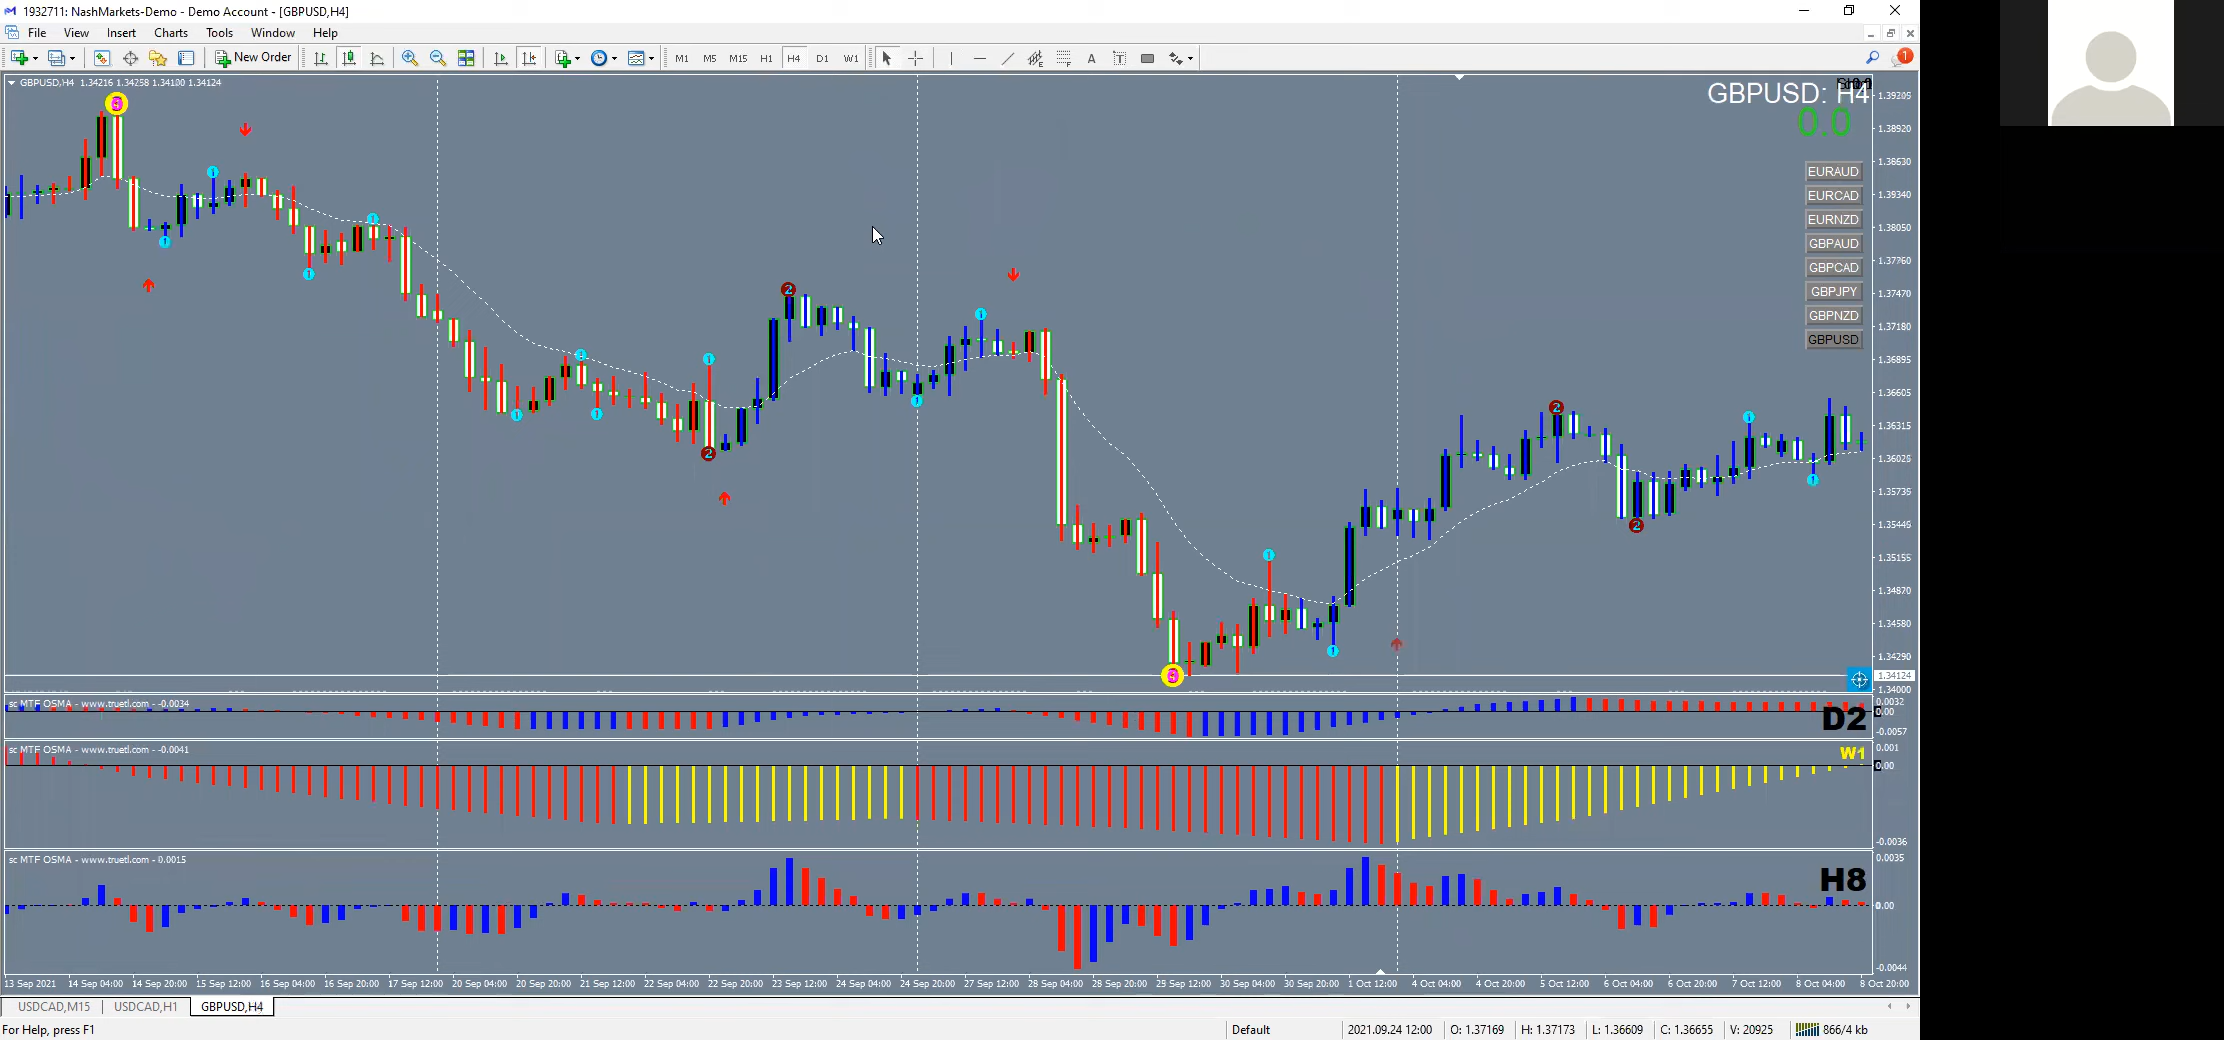 1932711: NashMarkets-Demo - Demo Account - [GBPUSD,H4]
File View Insert Charts Tools Window Help
New Order M1 M5 M15 H1 H4 D1 W1 A T 1
GBPUSD,H4 1.34216 1.34258 1.34100 1.34124
GBPUSD: H4
0.0
EURAUD
EURCAD
EURNZD
GBPAUD
GBPCAD
GBPJPY
GBPNZD
GBPUSD
1.39205
1.38920
1.38630
1.38340
1.38050
1.37760
1.37470
1.37180
1.36895
1.36605
1.36315
1.36025
1.35735
1.35445
1.35155
1.34870
1.34580
1.34290
1.34124
1.34000
sc MTF OSMA - www.truetl.com - -0.0034
D2
0.0032
0.00
-0.0057
sc MTF OSMA - www.truetl.com - -0.0041
W1
0.001
0.00
-0.0036
sc MTF OSMA - www.truetl.com - 0.0015
H8
0.0035
0.00
-0.0044
13 Sep 2021 14 Sep 04:00 14 Sep 20:00 15 Sep 12:00 16 Sep 04:00 16 Sep 20:00 17 Sep 12:00 20 Sep 04:00 20 Sep 20:00 21 Sep 12:00 22 Sep 04:00 22 Sep 20:00 23 Sep 12:00 24 Sep 04:00 24 Sep 20:00 27 Sep 12:00 28 Sep 04:00 28 Sep 20:00 29 Sep 12:00 30 Sep 04:00 30 Sep 20:00 1 Oct 12:00 4 Oct 04:00 4 Oct 20:00 5 Oct 12:00 6 Oct 04:00 6 Oct 20:00 7 Oct 12:00 8 Oct 04:00 8 Oct 20:00
USDCAD,M15 USDCAD,H1 GBPUSD,H4
For Help, press F1 Default 2021.09.24 12:00 O: 1.37169 H: 1.37173 L: 1.36609 C: 1.36655 V: 20925 866/4 kb